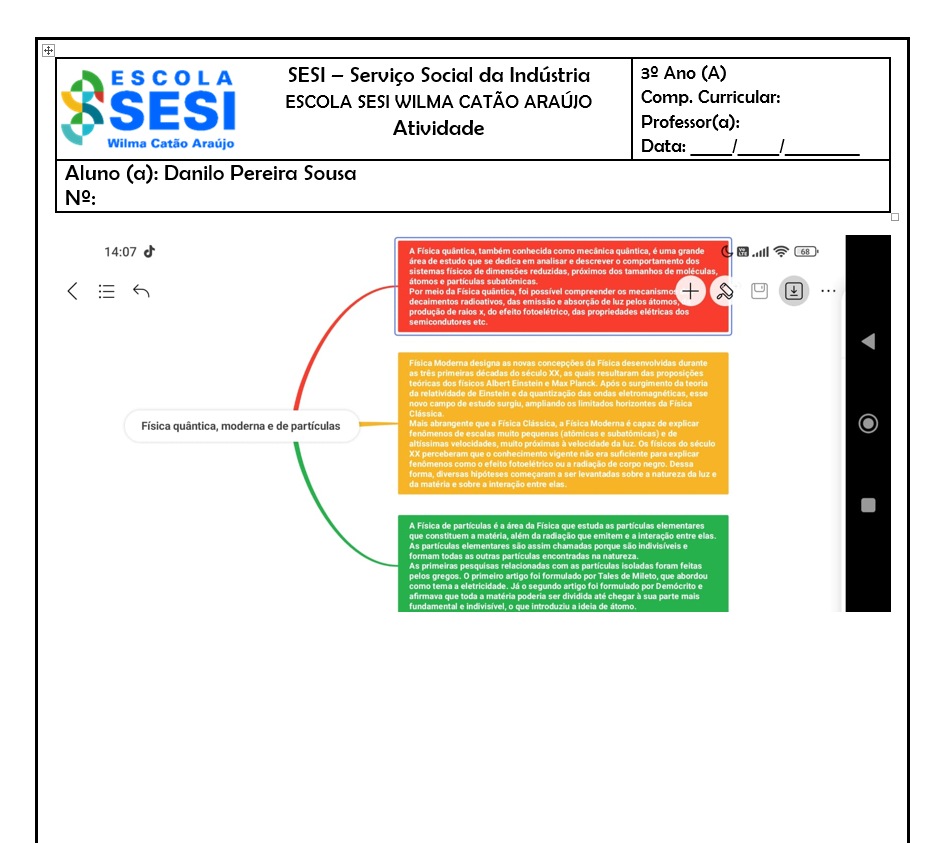 ESCOLA
SESI
Wilma Catão Araújo
SESI – Serviço Social da Indústria
ESCOLA SESI WILMA CATÃO ARAÚJO
Atividade
3º Ano (A)
Comp. Curricular:
Professor(a):
Data: _____/_____/_________
Aluno (a): Danilo Pereira Sousa
Nº:
14:07
68
A Física quântica, também conhecida como mecânica quântica, é uma grande
área de estudo que se dedica em analisar e descrever o comportamento dos
sistemas físicos de dimensões reduzidas, próximos dos tamanhos de moléculas,
átomos e partículas subatômicas.
Por meio da Física quântica, foi possível compreender os mecanismos
decaimentos radioativos, das emissão e absorção de luz pelos átomos,
produção de raios x, do efeito fotoelétrico, das propriedades elétricas dos
semicondutores etc.
Física quântica, moderna e de partículas
Física Moderna designa as novas concepções da Física desenvolvidas durante
as três primeiras décadas do século XX, as quais resultaram das proposições
teóricas dos físicos Albert Einstein e Max Planck. Após o surgimento da teoria
da relatividade de Einstein e da quantização das ondas eletromagnéticas, esse
novo campo de estudo surgiu, ampliando os limitados horizontes da Física
Clássica.
Mais abrangente que a Física Clássica, a Física Moderna é capaz de explicar
fenômenos de escalas muito pequenas (atômicas e subatômicas) e de
altíssimas velocidades, muito próximas à velocidade da luz. Os físicos do século
XX perceberam que o conhecimento vigente não era suficiente para explicar
fenômenos como o efeito fotoelétrico ou a radiação de corpo negro. Dessa
forma, diversas hipóteses começaram a ser levantadas sobre a natureza da luz e
da matéria e sobre a interação entre elas.
A Física de partículas é a área da Física que estuda as partículas elementares
que constituem a matéria, além da radiação que emitem e a interação entre elas.
As partículas elementares são assim chamadas porque são indivisíveis e
formam todas as outras partículas encontradas na natureza.
As primeiras pesquisas relacionadas com as partículas isoladas foram feitas
pelos gregos. O primeiro artigo foi formulado por Tales de Mileto, que abordou
como tema a eletricidade. Já o segundo artigo foi formulado por Demócrito e
afirmava que toda a matéria poderia ser dividida até chegar à sua parte mais
fundamental e indivisível, o que introduziu a ideia de átomo.